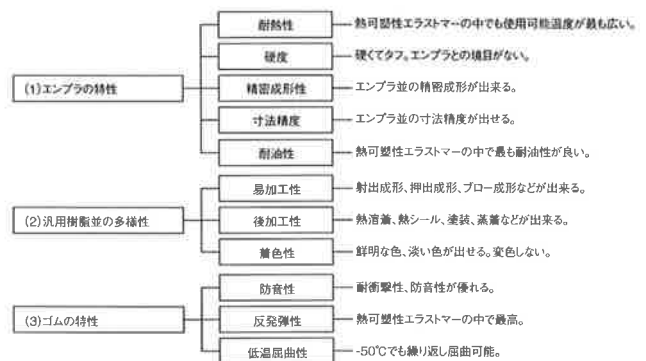 耐熱性 熱可塑性エラストマーの中でも使用可能温度が最も広い。
硬度 硬くてタフ。エンプラとの境目がない。
(1)エンプラの特性 精密成形性 エンプラ並の精密成形が出来る。
寸法精度 エンプラ並の寸法精度が出せる。
耐油性 熱可塑性エラストマーの中で最も耐油性が良い。
易加工性 射出成形、押出成形、ブロー成形などが出来る。
(2)汎用樹脂並の多様性 後加工性 熱溶着、熱シール、塗装、蒸着などが出来る。
着色性 鮮明な色、淡い色が出せる。変色しない。
防音性 耐衝撃性、防音性が優れる。
(3)ゴムの特性 反発弾性 熱可塑性エラストマーの中で最高。
低温屈曲性 -50℃でも繰り返し屈曲可能。